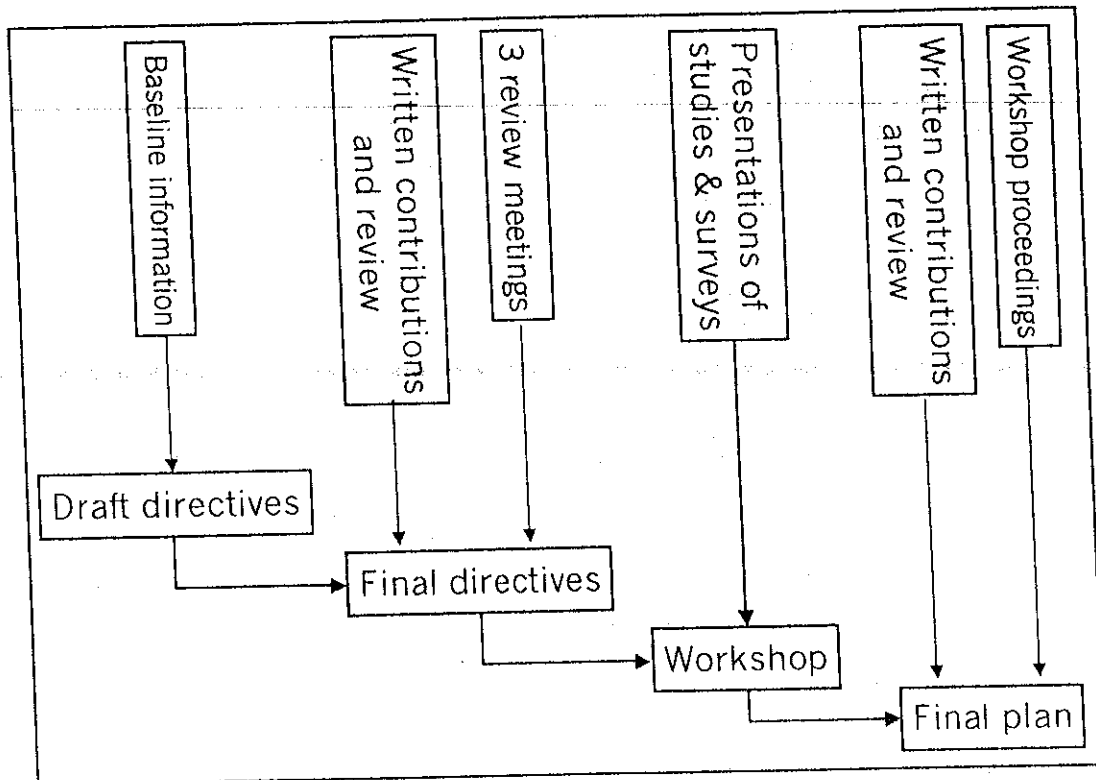 Baseline information
Written contributions
and review
3 review meetings
Presentations of
studies & surveys
Written contributions
and review
Workshop proceedings
Draft directives
Final directives
Workshop
Final plan